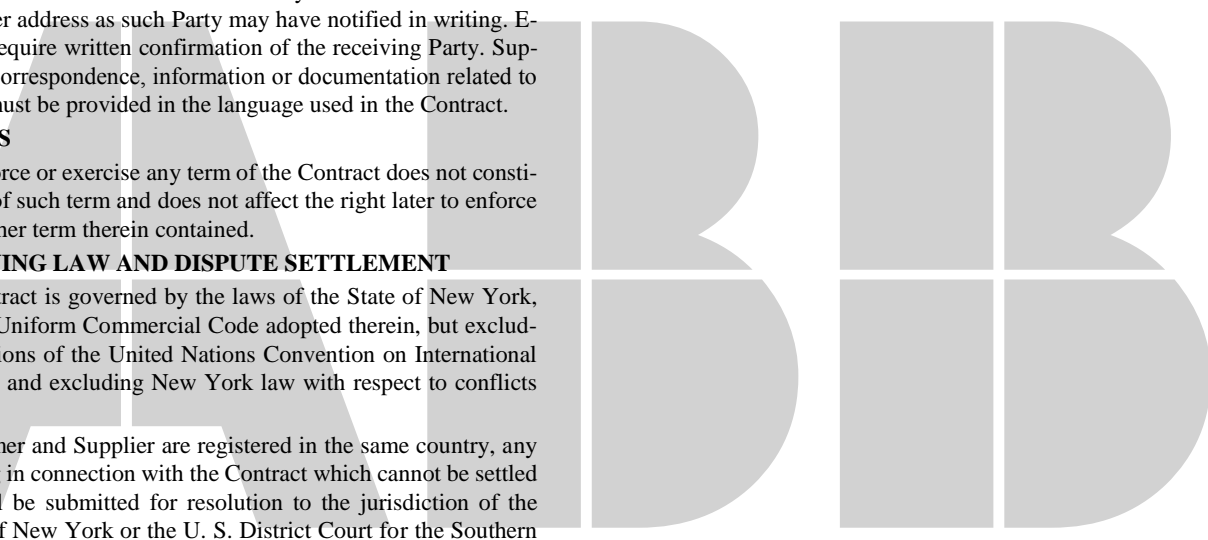 er address as such Party may have notified in writing. E-
equire written confirmation of the receiving Party. Sup-
orrespondence, information or documentation related to
must be provided in the language used in the Contract.
S
orce or exercise any term of the Contract does not consti-
of such term and does not affect the right later to enforce
her term therein contained.
NING LAW AND DISPUTE SETTLEMENT
tract is governed by the laws of the State of New York,
Uniform Commercial Code adopted therein, but exclud-
ions of the United Nations Convention on International
and excluding New York law with respect to conflicts
mer and Supplier are registered in the same country, any
g in connection with the Contract which cannot be settled
l be submitted for resolution to the jurisdiction of the
f New York or the U. S. District Court for the Southern
ABB